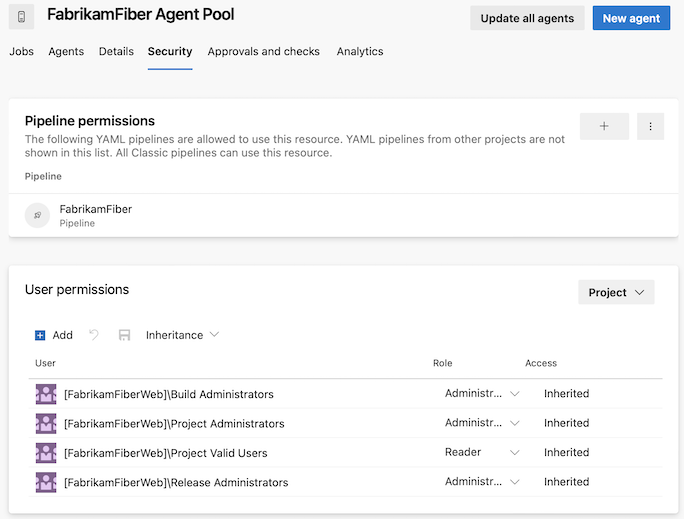 FabrikamFiber Agent Pool
Update all agents
New agent
Jobs Agents Details Security Approvals and checks Analytics
Pipeline permissions
The following YAML pipelines are allowed to use this resource. YAML pipelines from other projects are not
shown in this list. All Classic pipelines can use this resource.
Pipeline
FabrikamFiber
Pipeline
User permissions
Project
Add Inheritance
User Role Access
[FabrikamFiberWeb]\Build Administrators Administr... Inherited
[FabrikamFiberWeb]\Project Administrators Administr... Inherited
[FabrikamFiberWeb]\Project Valid Users Reader Inherited
[FabrikamFiberWeb]\Release Administrators Administr... Inherited